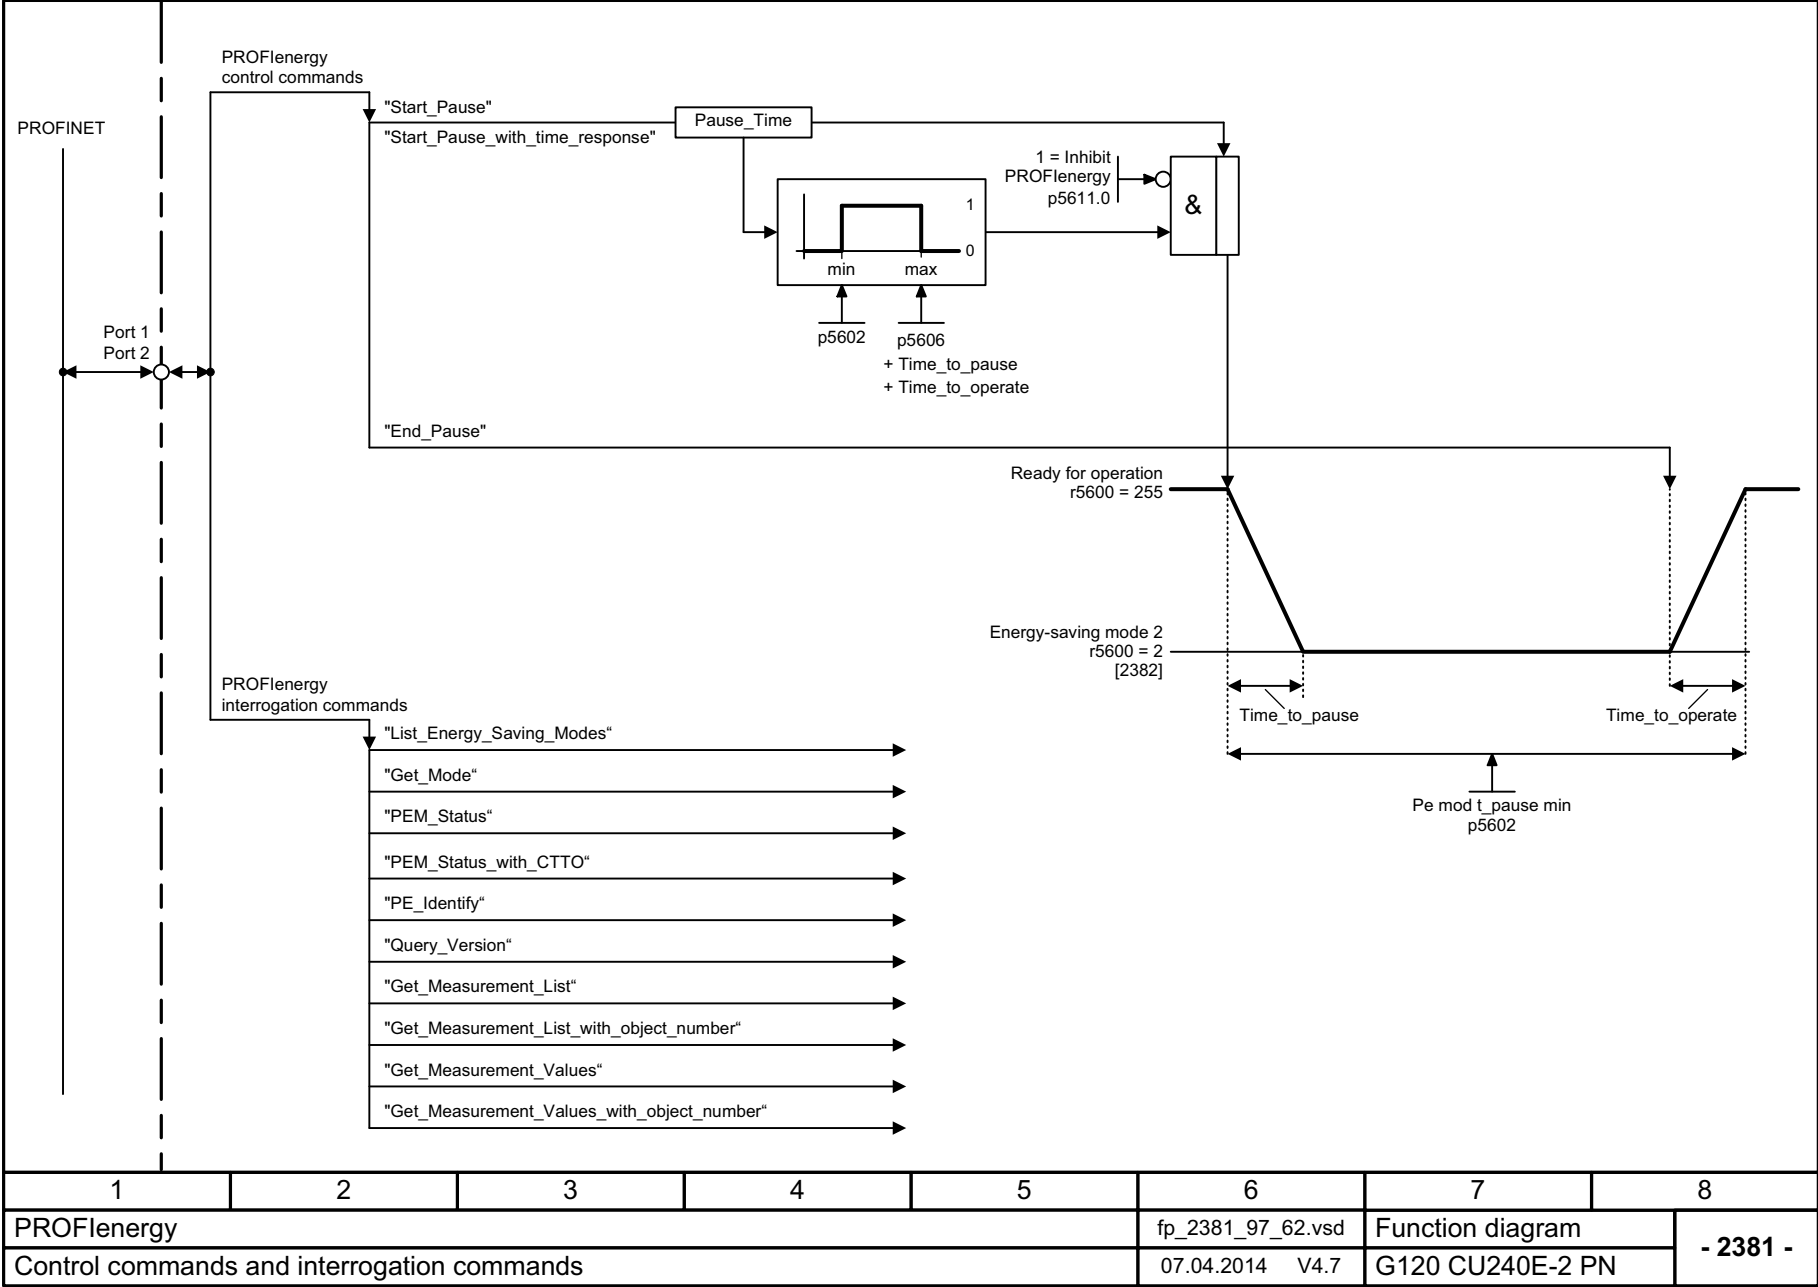 PROFIenergy
control commands
PROFINET
"Start_Pause"
"Start_Pause_with_time_response"
Pause_Time
1 = Inhibit
PROFIenergy
p5611.0
&
1
0
min
max
p5602
p5606
+ Time_to_pause
+ Time_to_operate
Port 1
Port 2
"End_Pause"
Ready for operation
r5600 = 255
Energy-saving mode 2
r5600 = 2
[2382]
Time_to_pause
Time_to_operate
Pe mod t_pause min
p5602
PROFIenergy
interrogation commands
"List_Energy_Saving_Modes“
"Get_Mode“
"PEM_Status“
"PEM_Status_with_CTTO“
"PE_Identify“
"Query_Version“
"Get_Measurement_List“
"Get_Measurement_List_with_object_number“
"Get_Measurement_Values“
"Get_Measurement_Values_with_object_number“
1 2 3 4 5 6 7 8
PROFIenergy
fp_2381_97_62.vsd
Function diagram
- 2381 -
Control commands and interrogation commands
07.04.2014 V4.7
G120 CU240E-2 PN